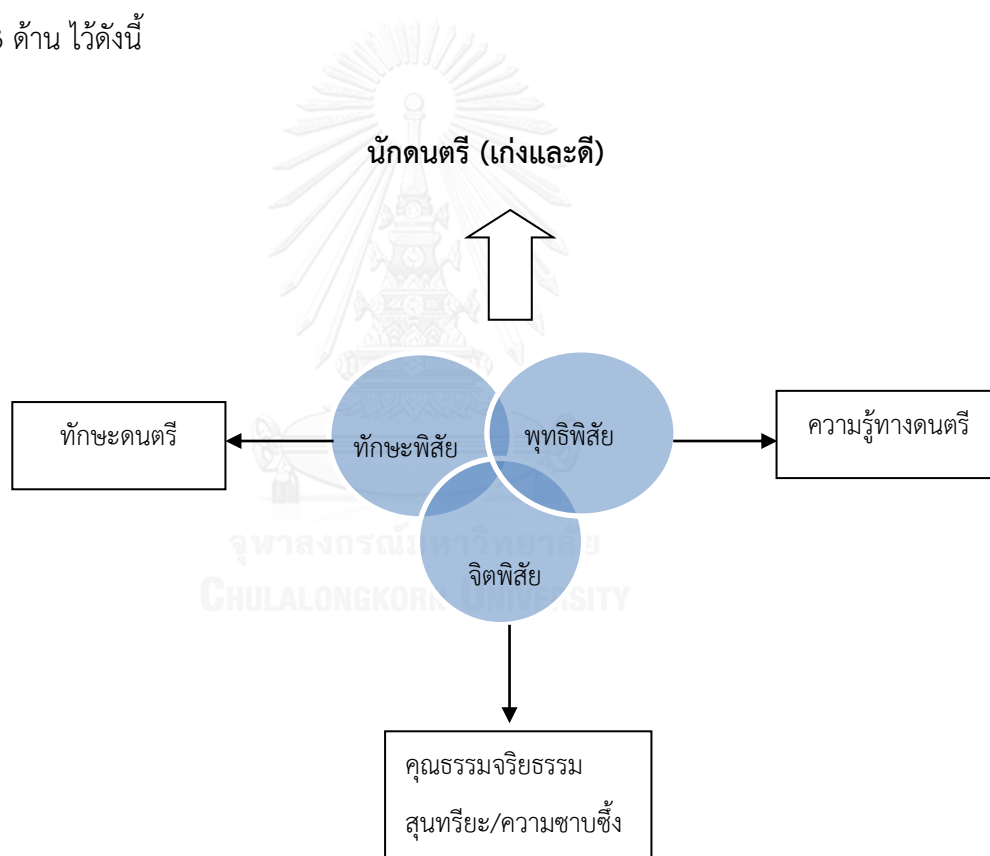 3 ด้าน ไว้ดังนี้
นักดนตรี (เก่งและดี)
ทักษะดนตรี
ทักษะพิสัย
พุทธิพิสัย
ความรู้ทางดนตรี
จิตพิสัย
จุฬาลงกรณ์มหาวิทยาลัย
CHULALONGKORN UNIVERSITY
คุณธรรมจริยธรรม
สุนทรียะ/ความซาบซึ้ง